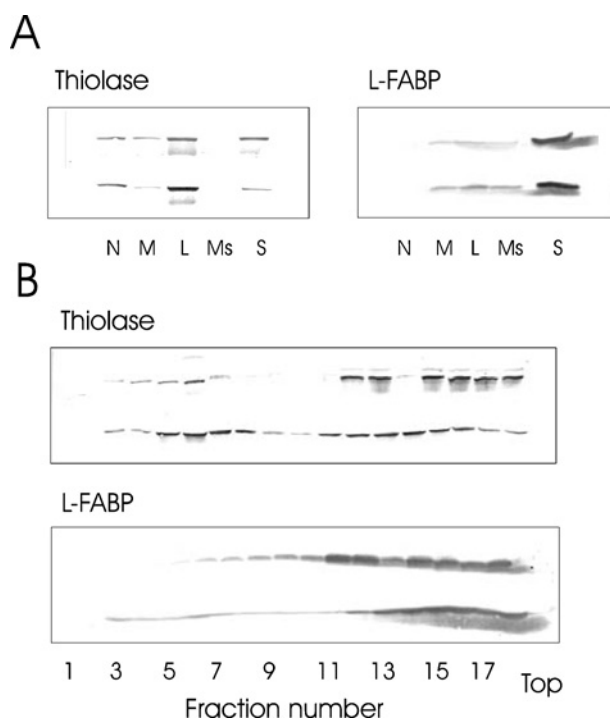 A
Thiolase L-FABP
N M L Ms S N M L Ms S
B
Thiolase
L-FABP
1 3 5 7 9 11 13 15 17 Top
Fraction number